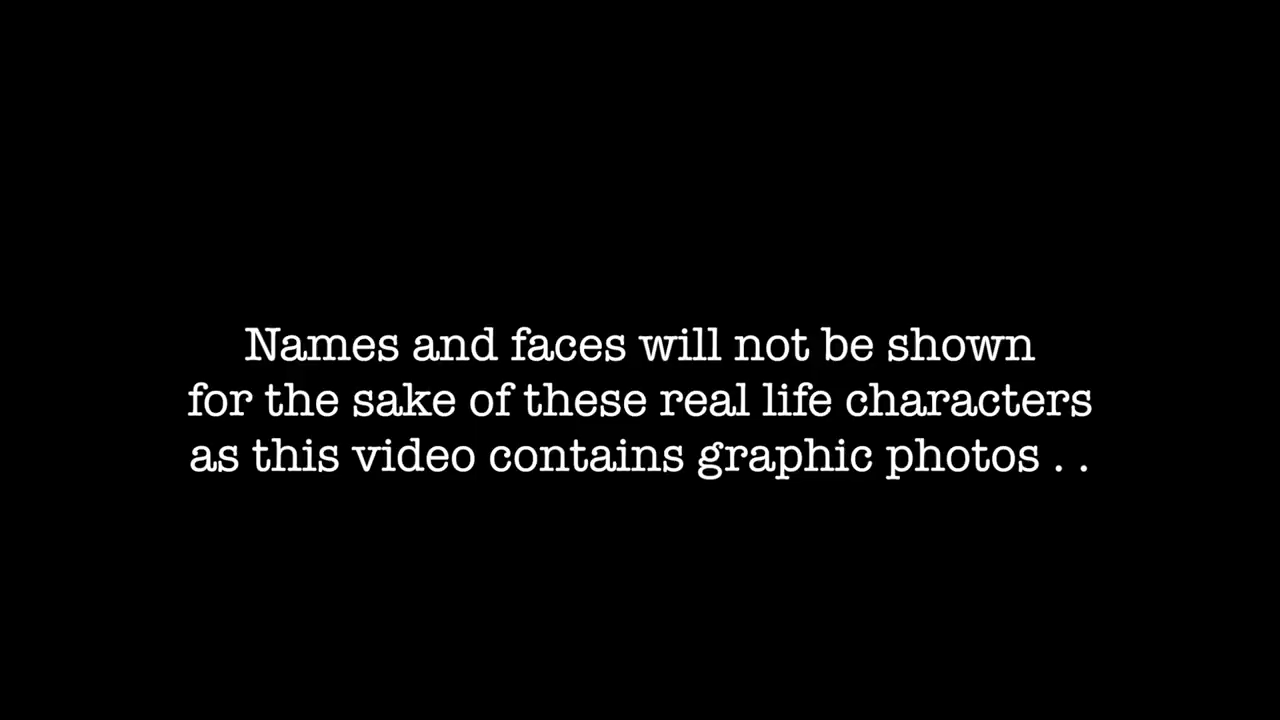 Names and faces will not be shown
for the sake of these real life characters
as this video contains graphic photos . .